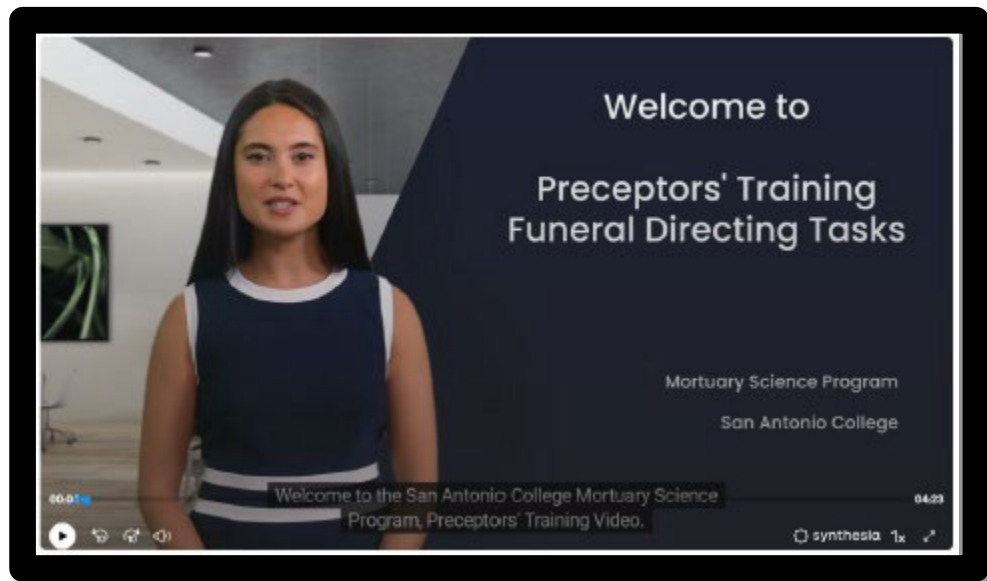 Welcome to
Preceptors' Training
Funeral Directing Tasks
Mortuary Science Program
San Antonio College
Welcome to the San Antonio College Mortuary Science
Program, Preceptors' Training Video.
04:23
synthesia 1x